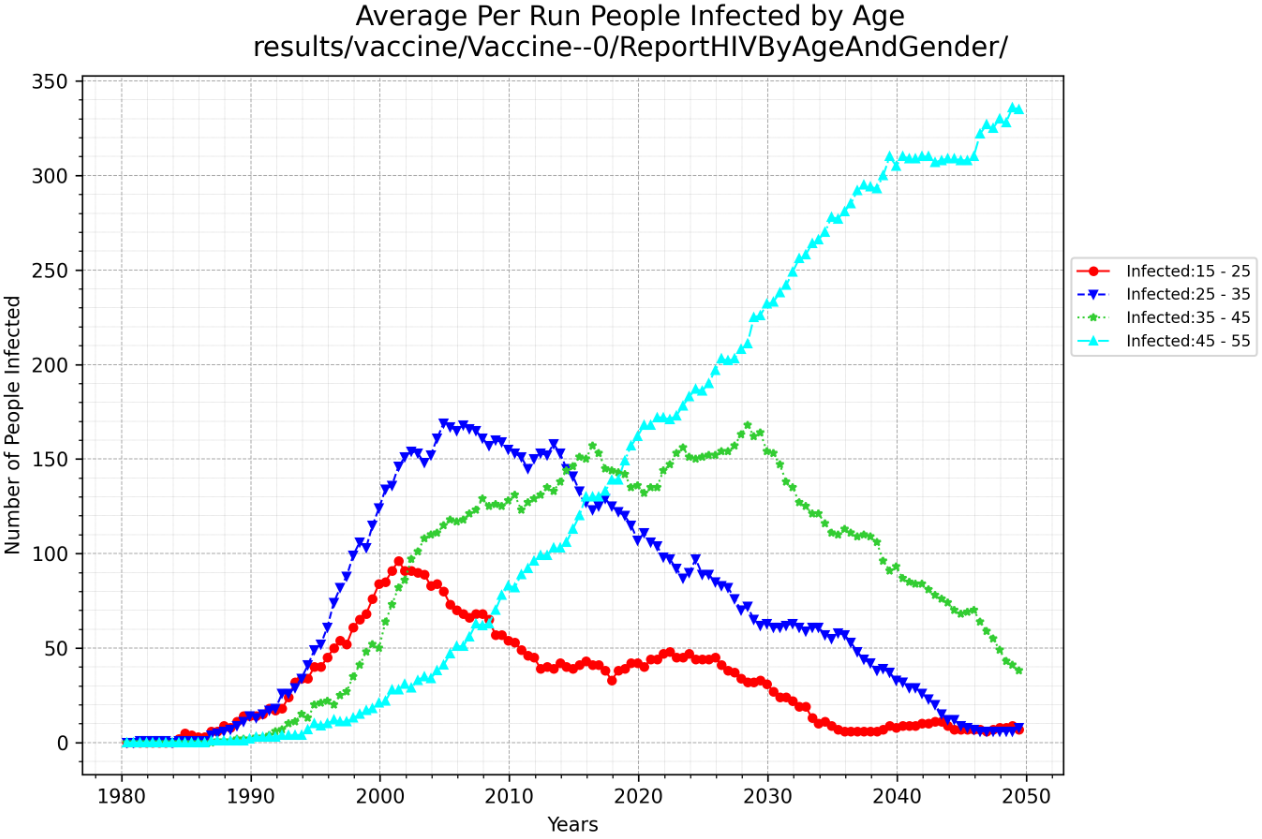 Average Per Run People Infected by Age
results/vaccine/Vaccine--0/ReportHIVByAgeAndGender/
Number of People Infected
350
300
250
200
150
100
50
0
1980
1990
2000
2010
2020
2030
2040
2050
Years
Infected:15 - 25
Infected:25 - 35
Infected:35 - 45
Infected:45 - 55